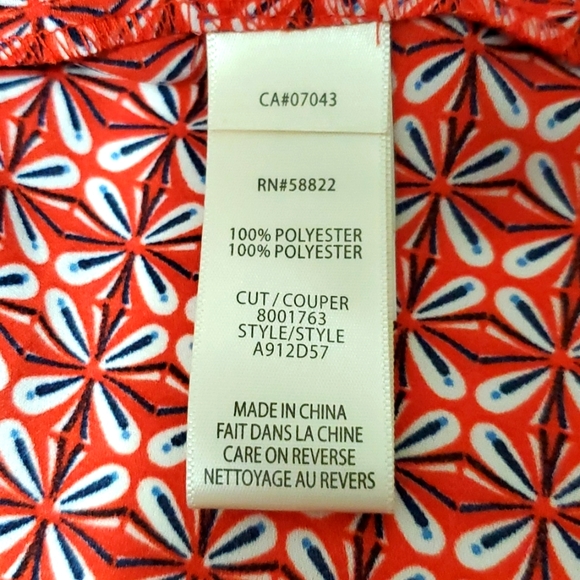 CA#07043
RN#58822
100% POLYESTER
100% POLYESTER
CUT / COUPER
8001763
STYLE/STYLE
A912D57
MADE IN CHINA
FAIT DANS LA CHINE
CARE ON REVERSE
NETTOYAGE AU REVERS